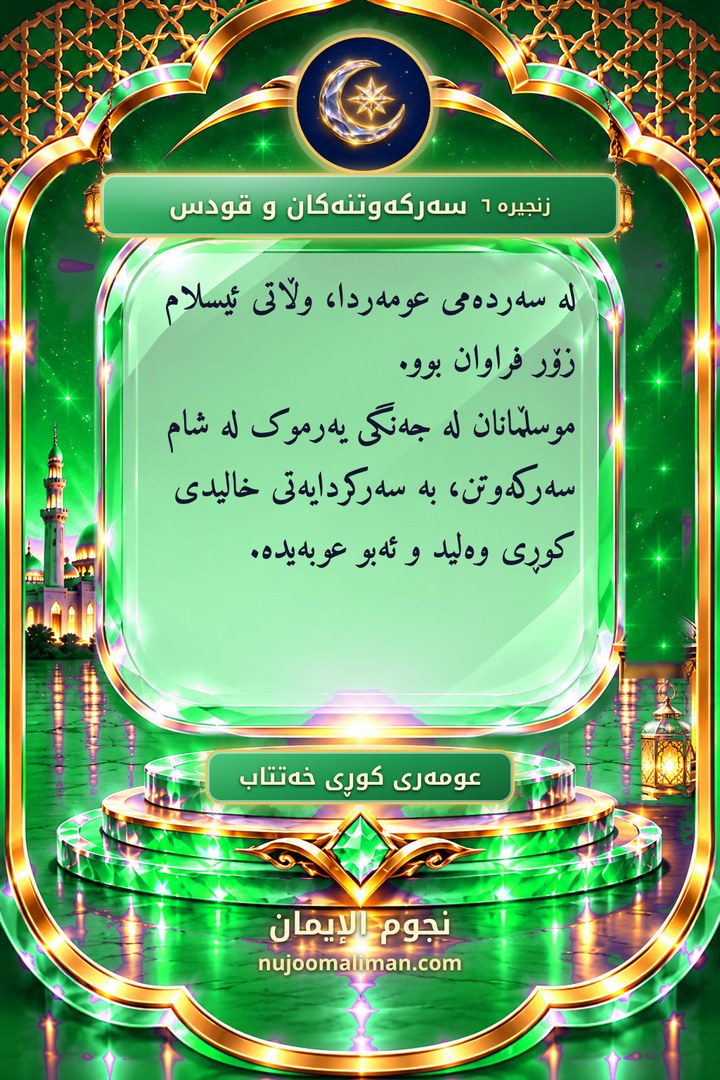 زنجیرە ٦ سەرکەوتنەکان و قودس
لە سەردەمی عومەردا، وڵاتی ئیسلام
زۆر فراوان بوو.
موسڵمانان لە جەنگی یەرموک لە شام
سەرکەوتن، بە سەرکردایەتی خالیدی
کوڕی وەلید و ئەبو عوبەیدە.
عومەری کوڕی خەتتاب
نجوم الإيمان
nujoomaliman.com